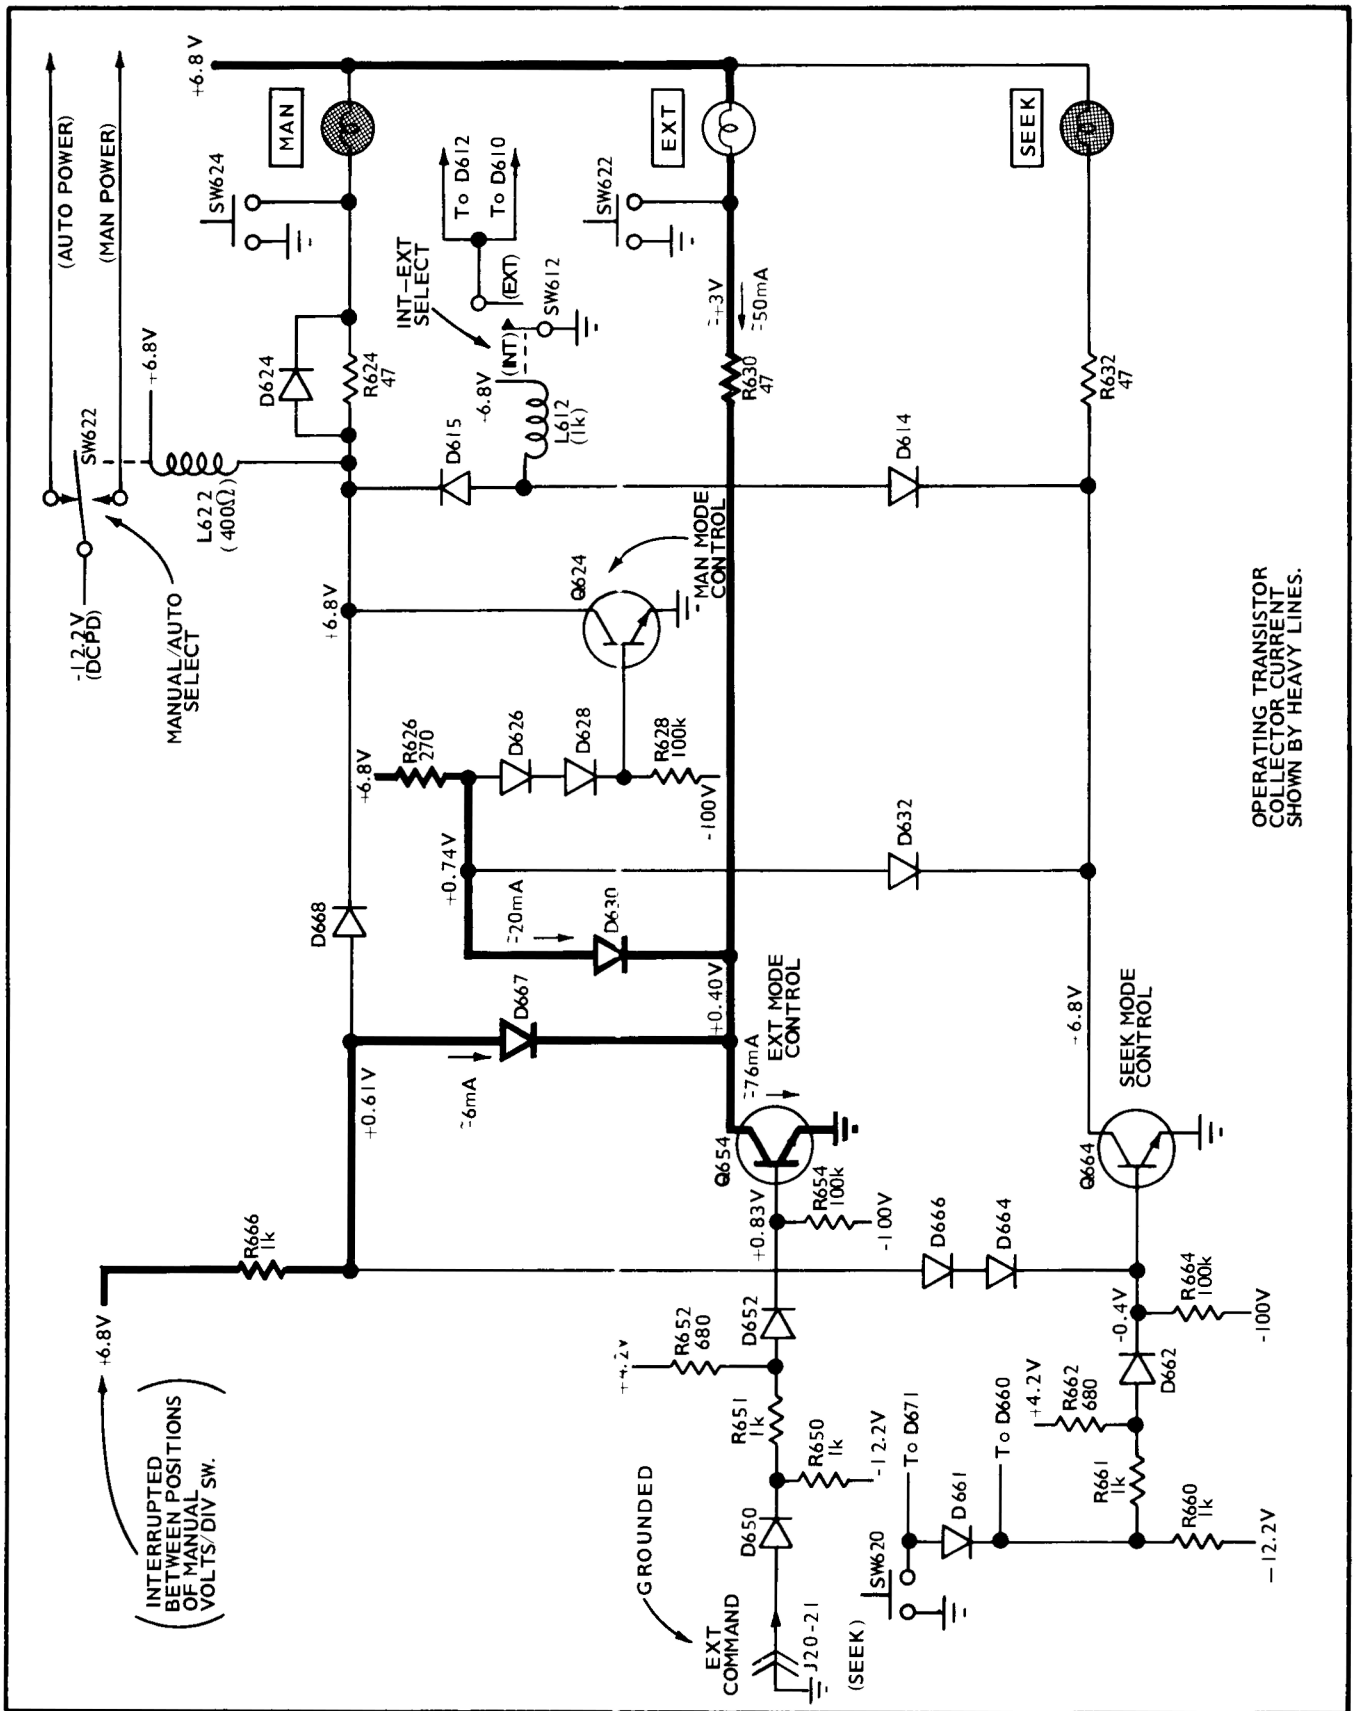 +6.8V
(AUTO POWER)
(MAN POWER)
MAN
SW624
EXT
SEEK
To D612
To D610
SW622
INT-EXT
SELECT
(EXT)
SW612
(INT)
≈+3V
≈50mA
+6.8V
SW622
D624
R624
47
-6.8V
L612
(1k)
R630
47
R632
47
L622
(400Ω)
D615
D614
-12.2V
(DCPD)
MANUAL/AUTO
SELECT
+6.8V
Q624
MAN MODE
CONTROL
+6.8V
R626
270
D626
D628
R628
100k
-100V
D632
+0.74V
≈20mA
D630
D668
D667
+0.40V
+0.61V
≈6mA
EXT MODE
CONTROL
≈76mA
Q654
-6.8V
SEEK MODE
CONTROL
Q664
R666
1k
+6.8V
+0.83V
R654
100k
-100V
D666
D664
R664
100k
-0.4V
-100V
D652
R652
680
+4.2V
R651
1k
R650
1k
-12.2V
D650
D662
R662
680
+4.2V
R661
1k
R660
1k
-12.2V
To D671
To D660
D661
SW620
(SEEK)
GROUNDED
EXT
COMMAND
J20-21
INTERRUPTED
BETWEEN POSITIONS
OF MANUAL
VOLTS/DIV SW.
OPERATING TRANSISTOR
COLLECTOR CURRENT
SHOWN BY HEAVY LINES.